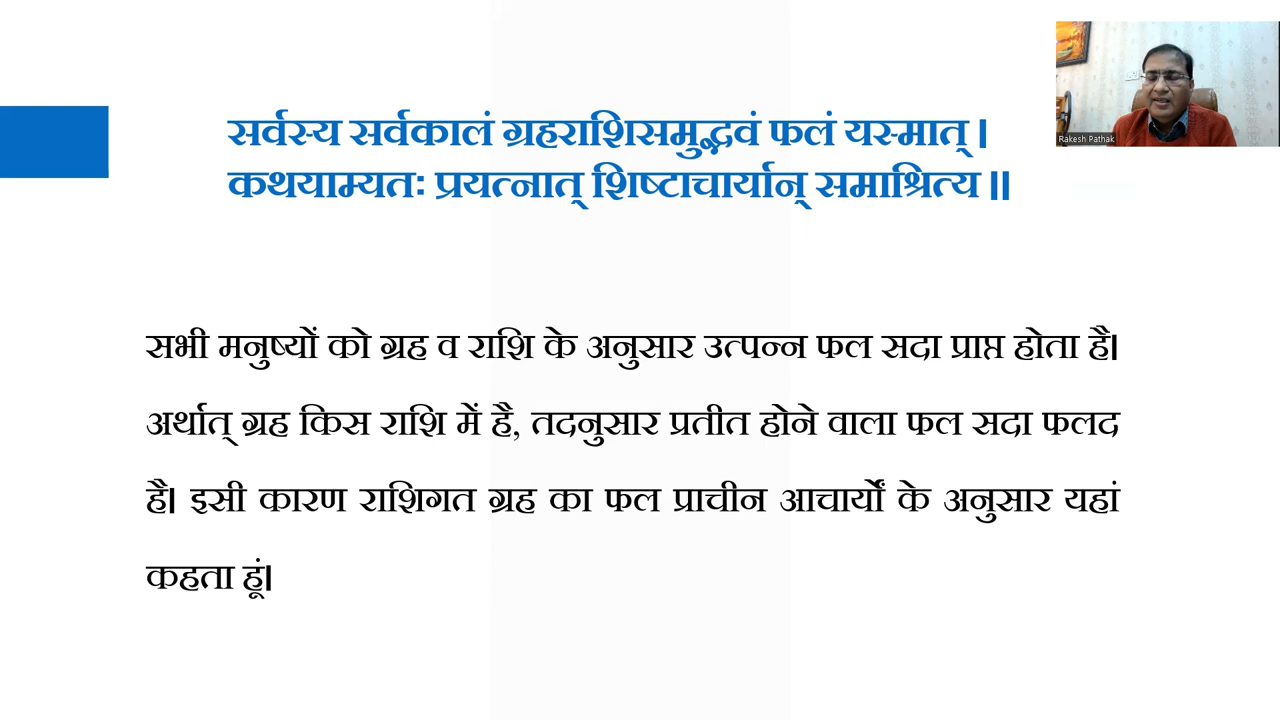 सर्वस्य सर्वकालं ग्रहराशिसमुद्भवं फलं यस्मात् ।
कथयाम्यतः प्रयत्नात् शिष्टाचार्यान् समाश्रित्य ॥
Rakesh Pathak
सभी मनुष्यों को ग्रह व राशि के अनुसार उत्पन्न फल सदा प्राप्त होता है।
अर्थात् ग्रह किस राशि में है, तदनुसार प्रतीत होने वाला फल सदा फलद
है। इसी कारण राशिगत ग्रह का फल प्राचीन आचार्यों के अनुसार यहां
कहता हूं।